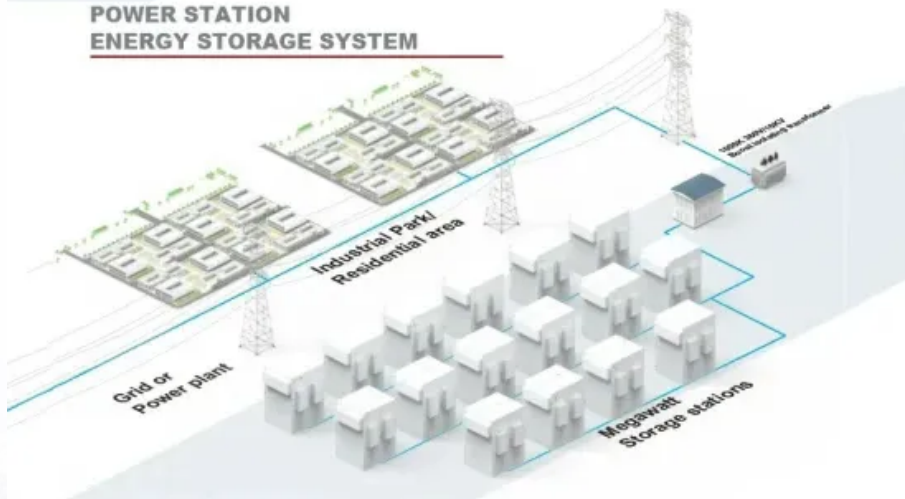 POWER STATION
ENERGY STORAGE SYSTEM
Industrial Park/
Residential area
Grid or
Power plant
Megawatt
Storage stations